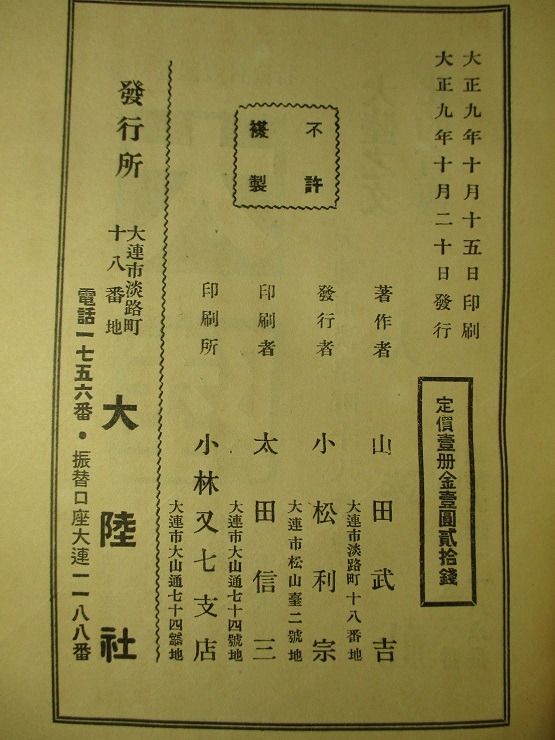 大正九年十月十五日印刷
大正九年十月二十日發行
定價壹册金壹圓貳拾錢
不許
複製
著作者 山田武吉
大連市淡路町十八番地
發行者 小松利宗
大連市松山臺二號地
印刷者 太田信三
大連市大山通七十四號地
印刷所 小林又七支店
大連市大山通七十四號地
發行所
大連市淡路町
十八番地
大陸社
電話一七五六番・振替口座大連一一八八番